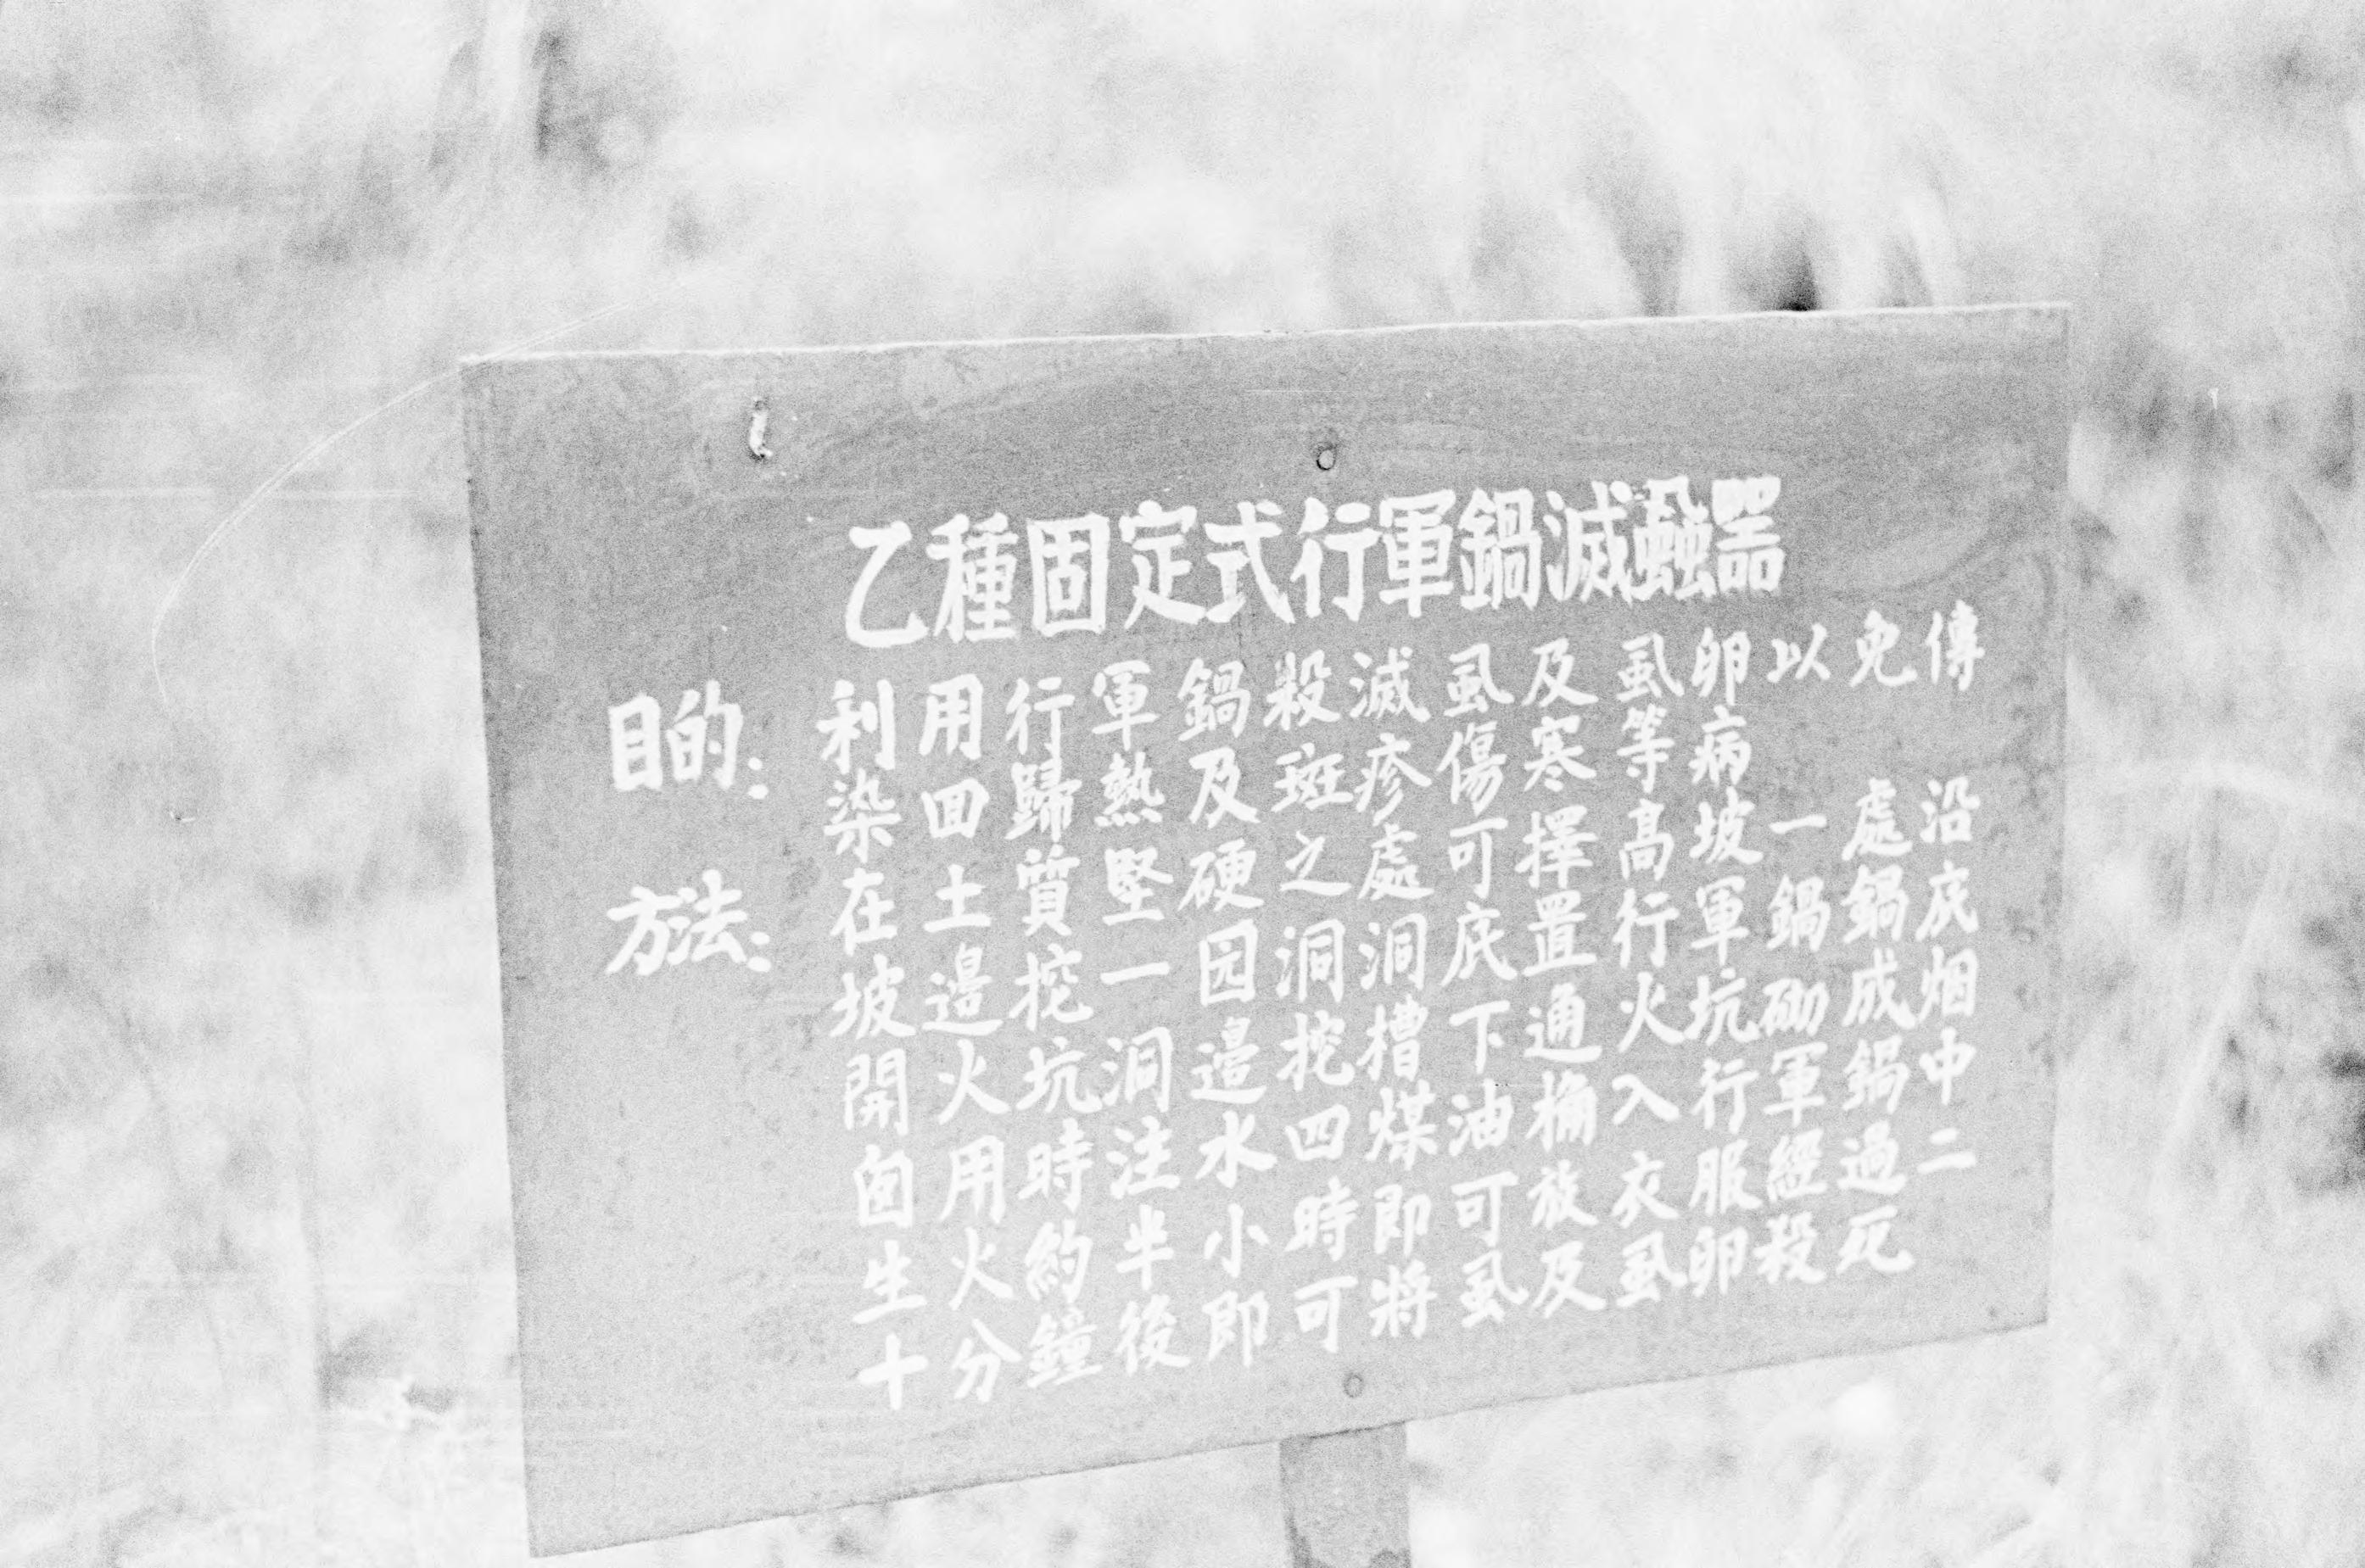 乙種固定式行軍鍋滅蝨器
目的: 利用行軍鍋殺滅虱及虱卵以免傳
染回歸熱及斑疹傷寒等病
方法: 在土質堅硬之處可擇高坡一處沿
坡邊挖一园洞洞底置行軍鍋鍋底
開火坑洞邊挖槽下通火坑砌成烟
囱用時注水四煤油桶入行軍鍋中
生火約半小時即可放衣服經過二
十分鐘後即可將虱及虱卵殺死